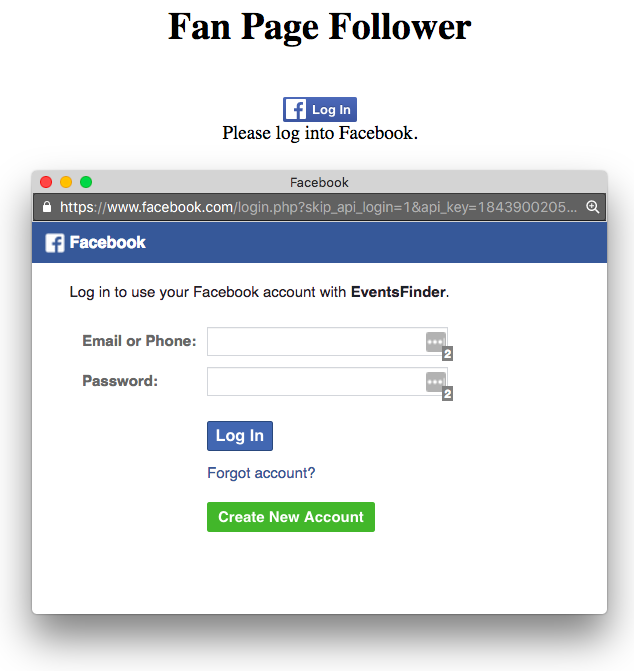 Fan Page Follower
Log In
Please log into Facebook.
Facebook
https://www.facebook.com/login.php?skip_api_login=1&api_key=1843900205...
Facebook
Log in to use your Facebook account with EventsFinder.
Email or Phone:
2
Password:
2
Log In
Forgot account?
Create New Account